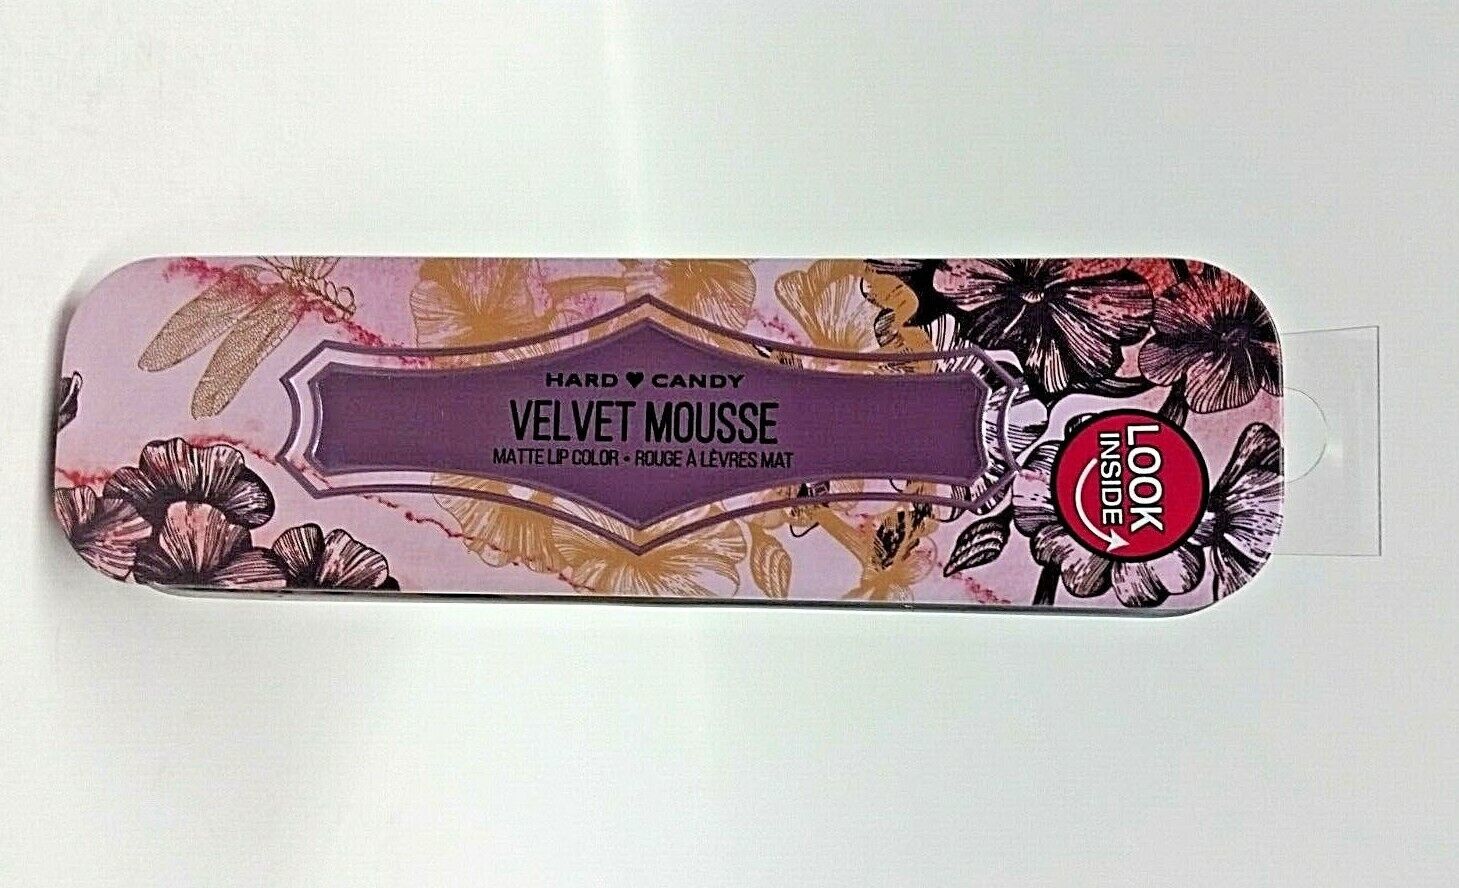 HARD ♥ CANDY
VELVET MOUSSE
MATTE LIP COLOR • ROUGE À LÈVRES MAT
LOOK
INSIDE